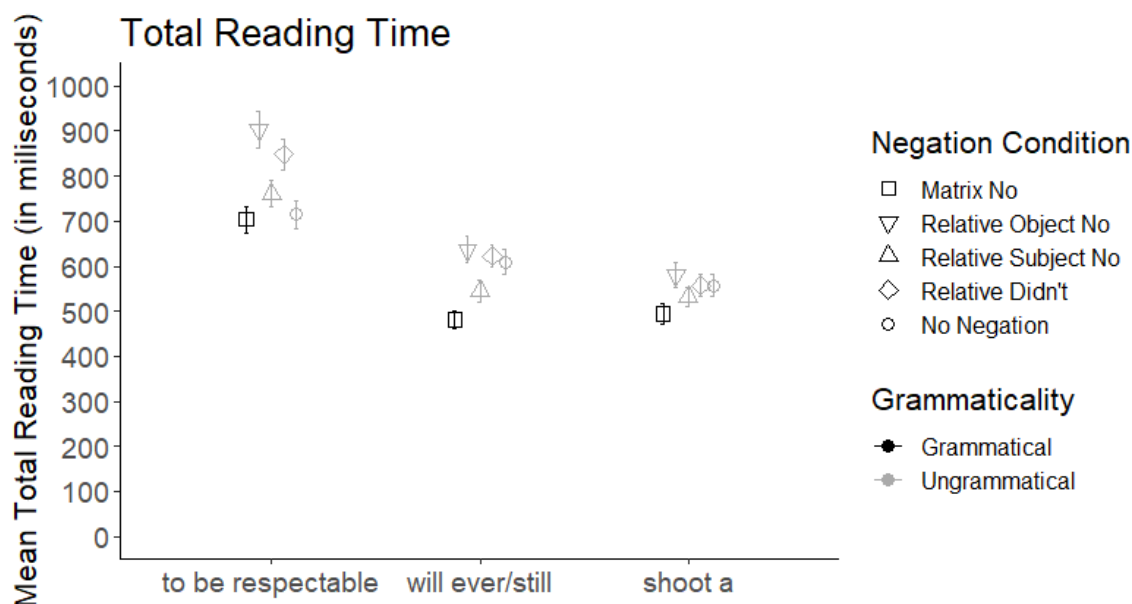 Total Reading Time
Mean Total Reading Time (in miliseconds)
1000
900
800
700
600
500
400
300
200
100
0
to be respectable
will ever/still
shoot a
Negation Condition
Matrix No
Relative Object No
Relative Subject No
Relative Didn't
No Negation
Grammaticality
Grammatical
Ungrammatical